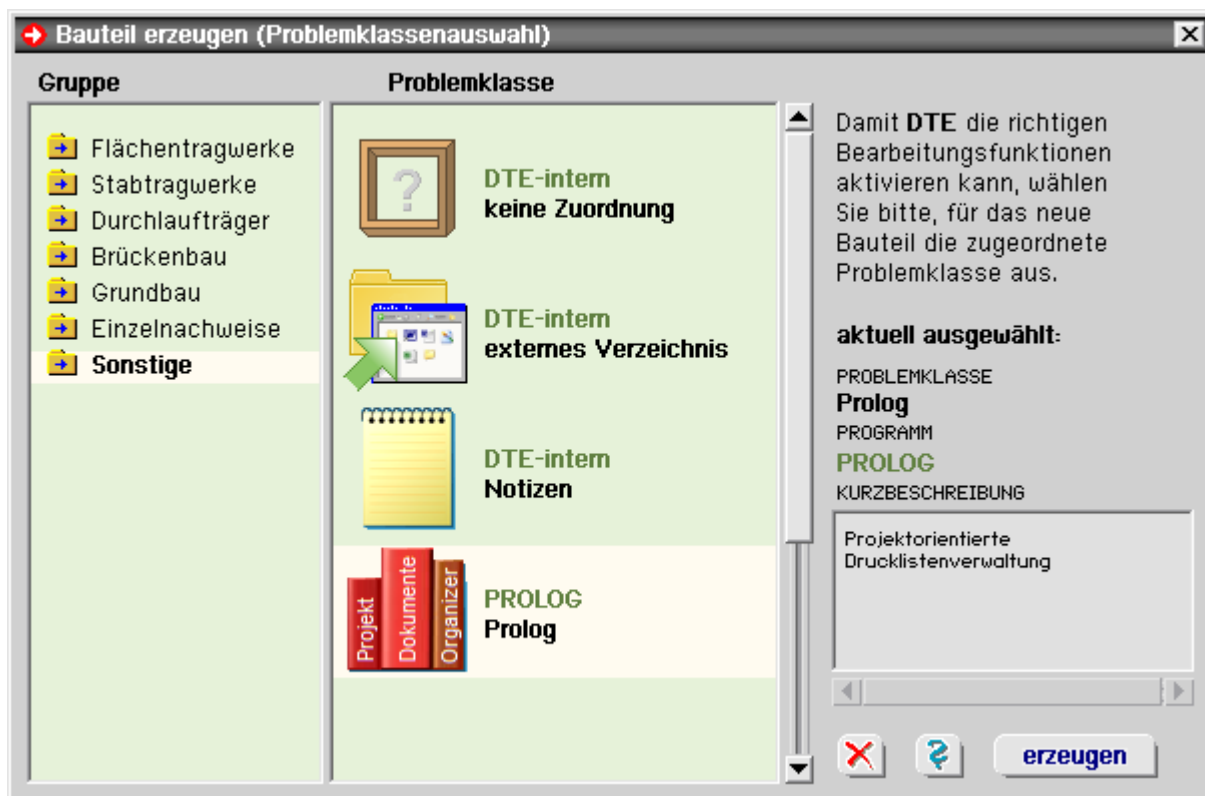 Bauteil erzeugen (Problemklassenauswahl)
Gruppe
Flächentragwerke
Stabtragwerke
Durchlaufträger
Brückenbau
Grundbau
Einzelnachweise
Sonstige
Problemklasse
?
DTE-intern
keine Zuordnung
DTE-intern
externes Verzeichnis
DTE-intern
Notizen
Projekt
Dokumente
Organizer
PROLOG
Prolog
Damit DTE die richtigen
Bearbeitungsfunktionen
aktivieren kann, wählen
Sie bitte, für das neue
Bauteil die zugeordnete
Problemklasse aus.
aktuell ausgewählt:
PROBLEMKLASSE
Prolog
PROGRAMM
PROLOG
KURZBESCHREIBUNG
Projektorientierte
Drucklistenverwaltung
?
erzeugen